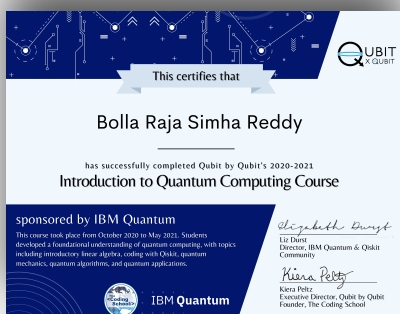 QUBIT
X QUBIT
This certifies that
Bolla Raja Simha Reddy
has successfully completed Qubit by Qubit's 2020-2021
Introduction to Quantum Computing Course
sponsored by IBM Quantum
This course took place from October 2020 to May 2021. Students
developed a foundational understanding of quantum computing, with topics
including introductory linear algebra, coding with Qiskit, quantum
mechanics, quantum algorithms, and quantum applications.
Elizabeth Durst
Liz Durst
Director, IBM Quantum & Qiskit
Community
Kiera Peltz
Kiera Peltz
Executive Director, Qubit by Qubit
Founder, The Coding School
The
Coding
School
IBM Quantum